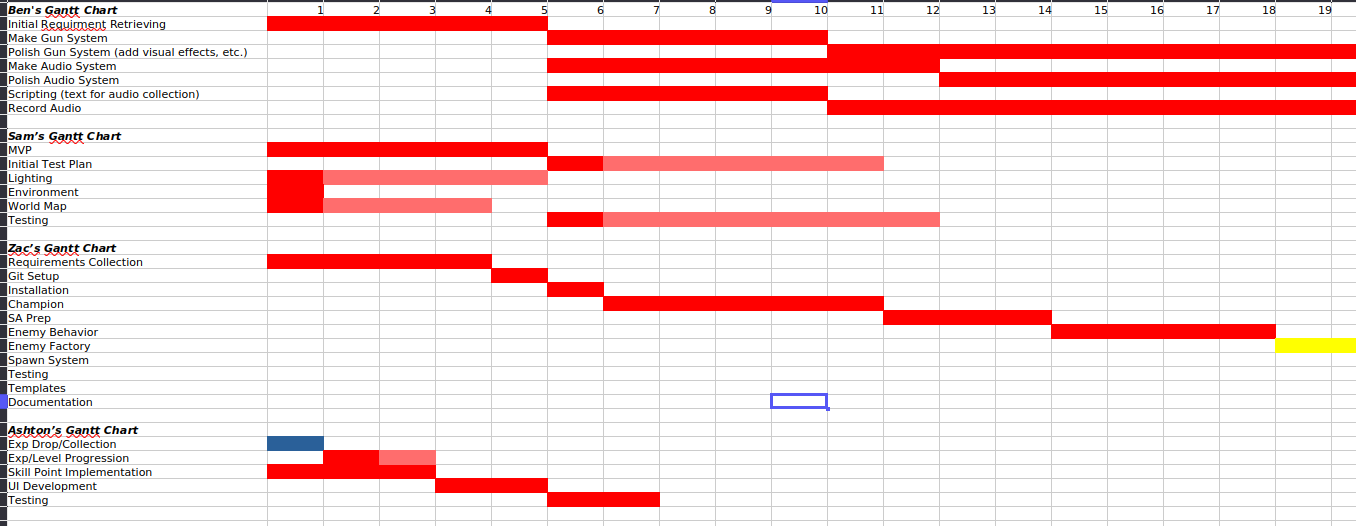 Ben's Gantt Chart 1 2 3 4 5 6 7 8 9 10 11 12 13 14 15 16 17 18 19
Initial Requirment Retrieving
Make Gun System
Polish Gun System (add visual effects, etc.)
Make Audio System
Polish Audio System
Scripting (text for audio collection)
Record Audio
Sam’s Gantt Chart
MVP
Initial Test Plan
Lighting
Environment
World Map
Testing
Zac’s Gantt Chart
Requirements Collection
Git Setup
Installation
Champion
SA Prep
Enemy Behavior
Enemy Factory
Spawn System
Testing
Templates
Documentation
Ashton’s Gantt Chart
Exp Drop/Collection
Exp/Level Progression
Skill Point Implementation
UI Development
Testing